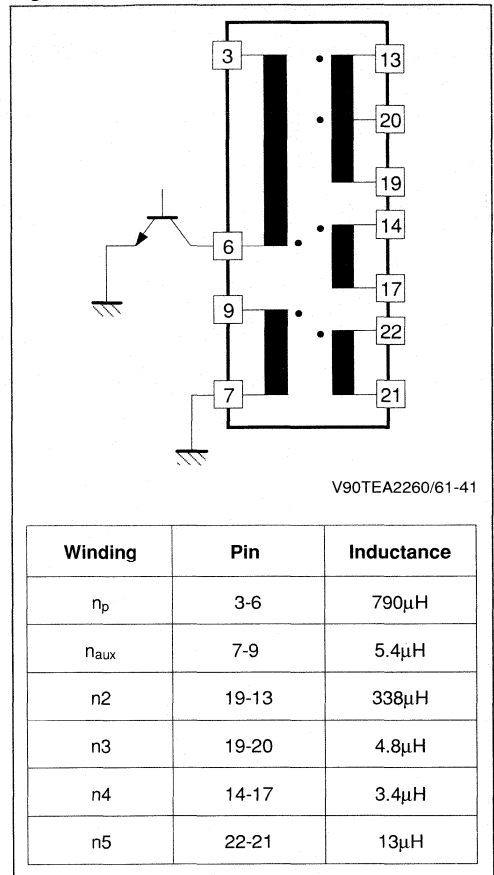 3
13
20
19
14
6
17
9
22
7
21
V90TEA2260/61-41
Winding Pin Inductance
nₚ 3-6 790µH
nₐᵤₓ 7-9 5.4µH
n2 19-13 338µH
n3 19-20 4.8µH
n4 14-17 3.4µH
n5 22-21 13µH